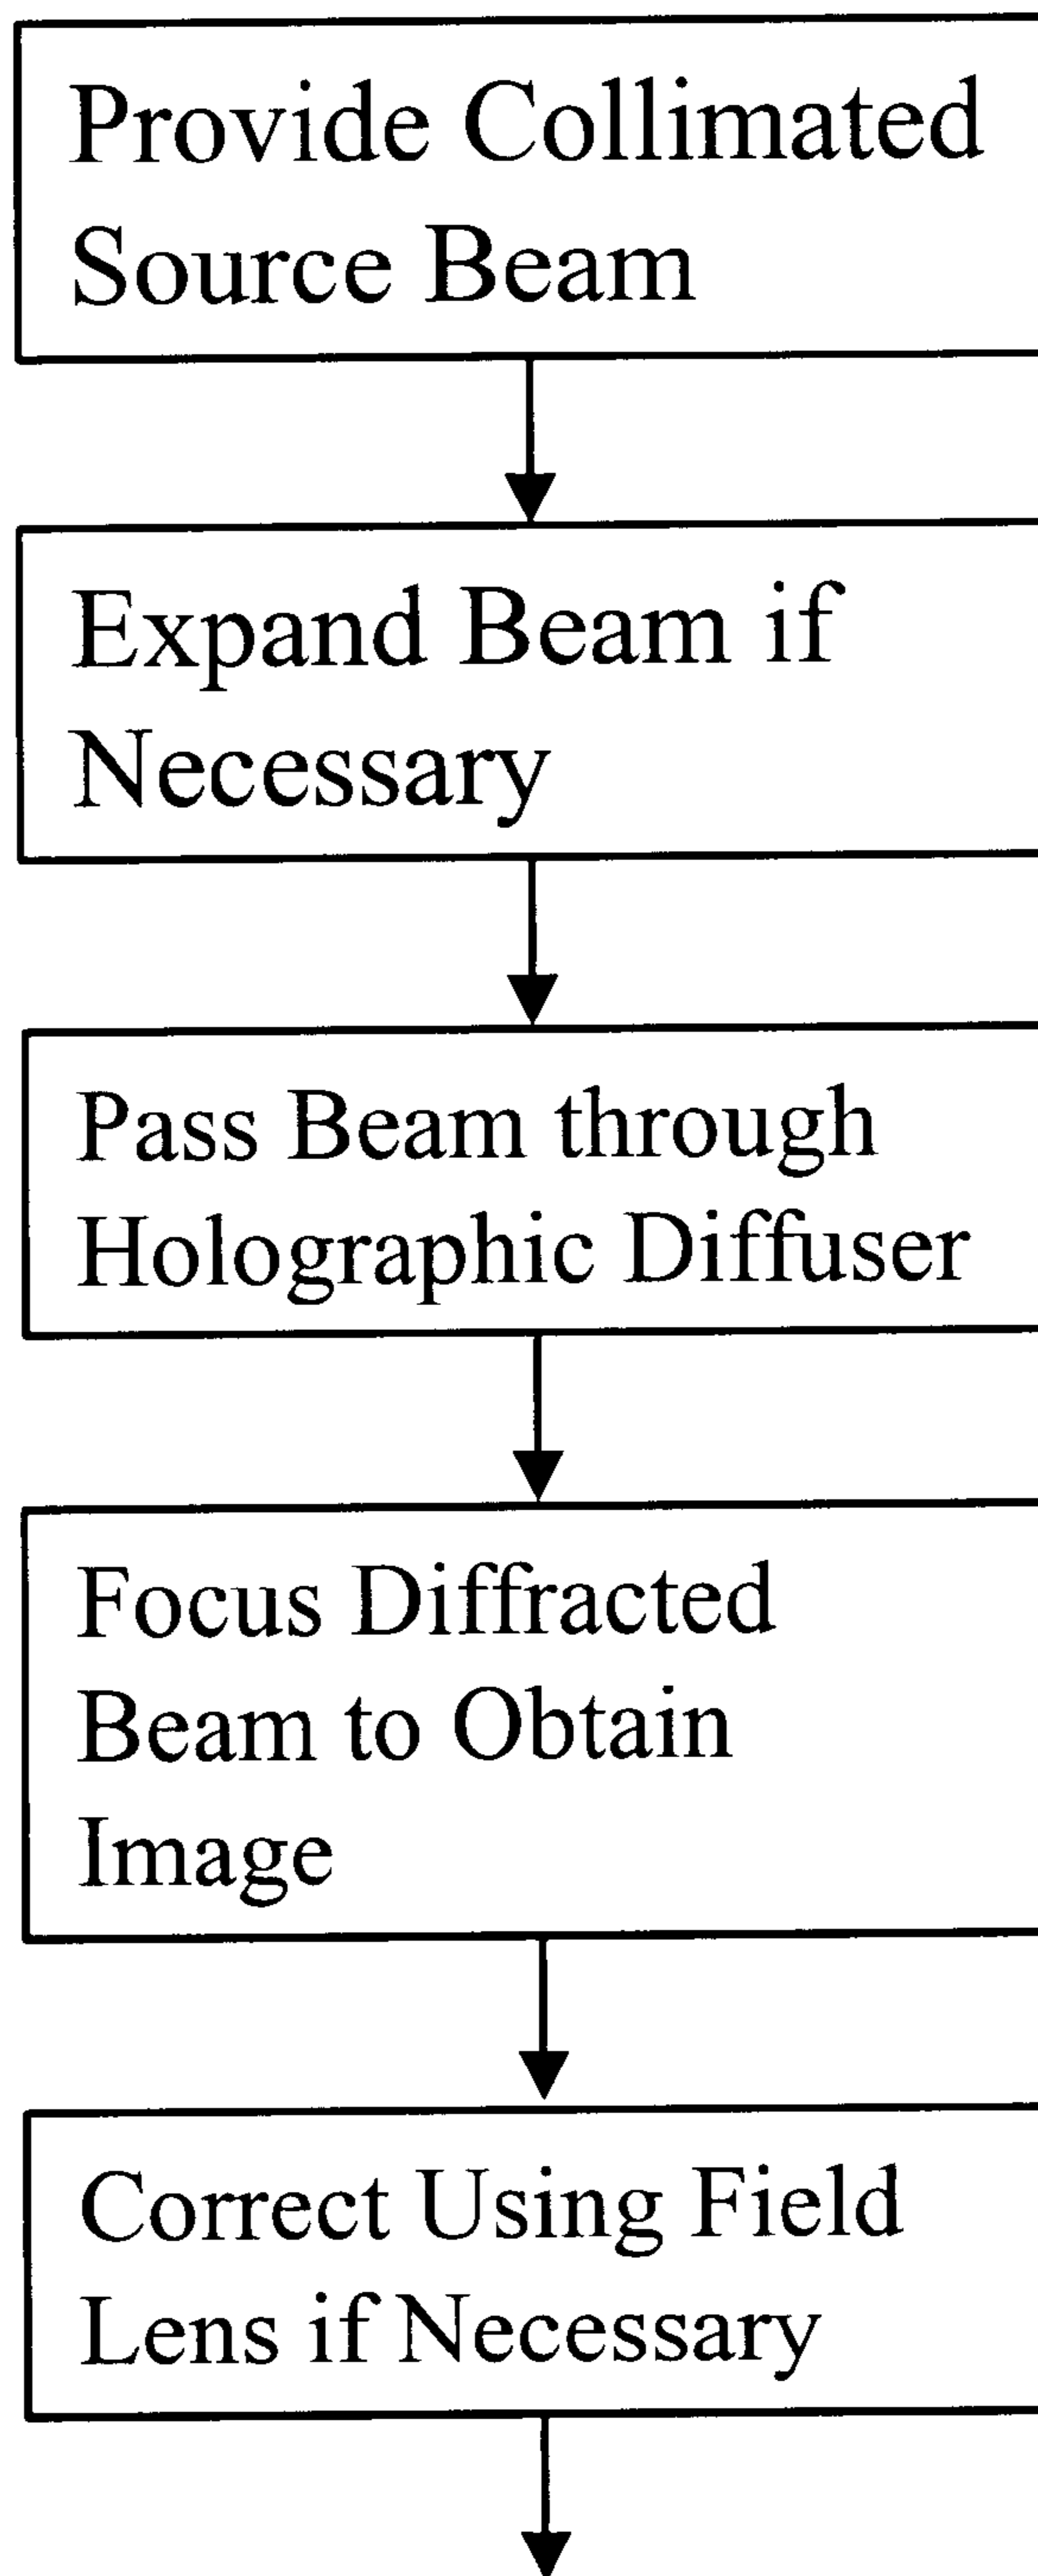 Provide Collimated
Source Beam
Expand Beam if
Necessary
Pass Beam through
Holographic Diffuser
Focus Diffracted
Beam to Obtain
Image
Correct Using Field
Lens if Necessary